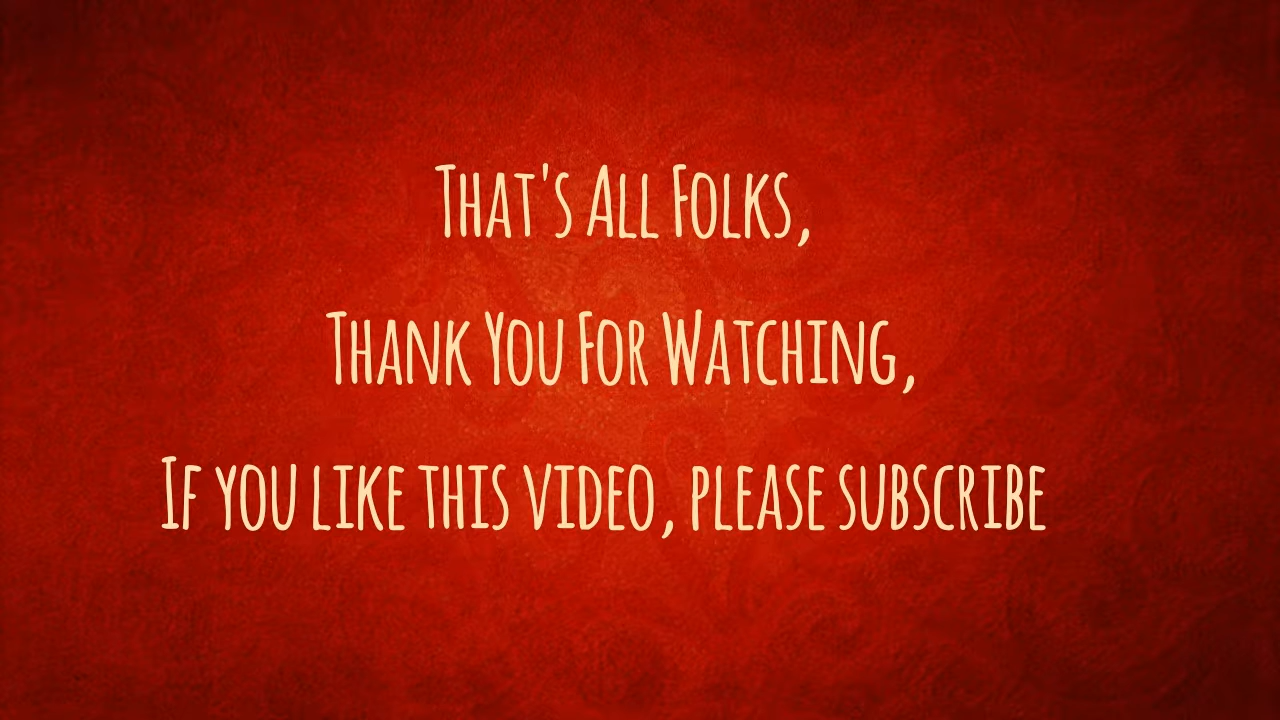 That's All Folks,
Thank You For Watching,
If you like this video, please subscribe